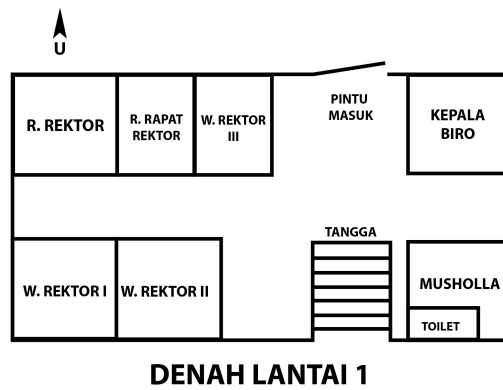 U
R. REKTOR
R. RAPAT
REKTOR
W. REKTOR
III
PINTU
MASUK
KEPALA
BIRO
W. REKTOR I
W. REKTOR II
TANGGA
MUSHOLLA
TOILET
DENAH LANTAI 1